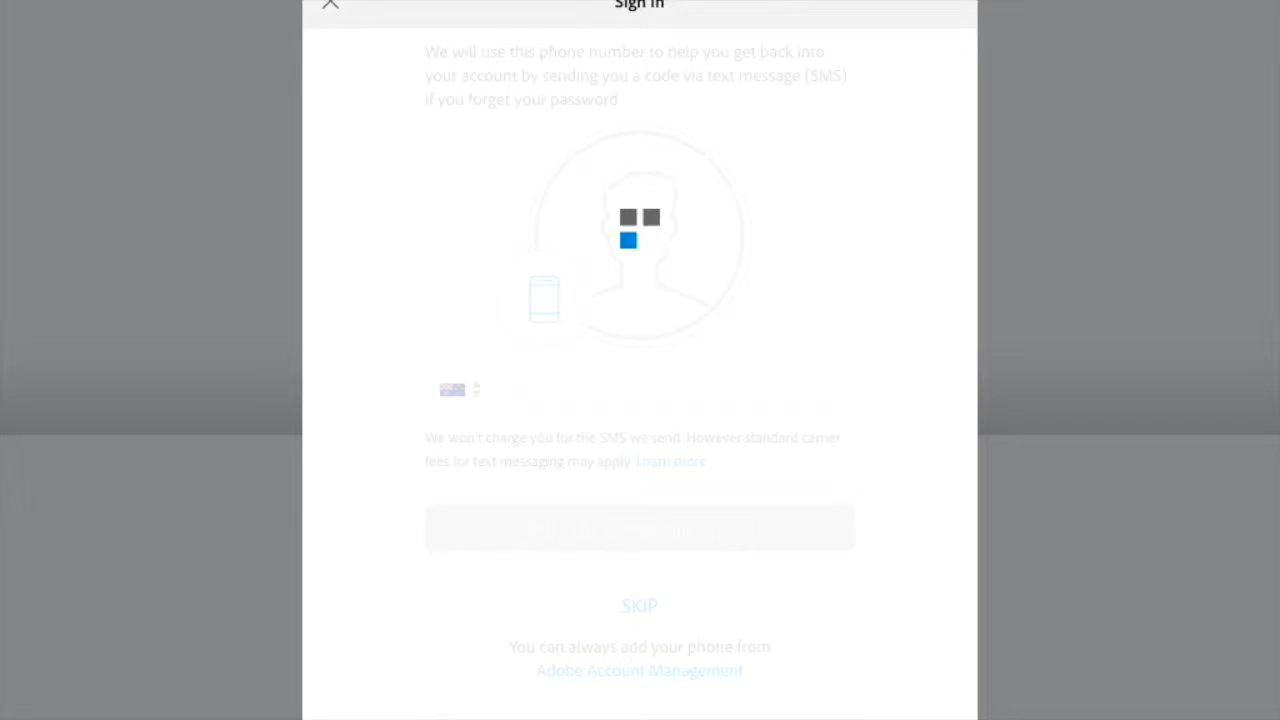 Sign In
We will use this phone number to help you get back into
your account by sending you a code via text message (SMS)
if you forget your password
We won't charge you for the SMS we send. However standard carrier
fees for text messaging may apply. Learn more
SKIP
You can always add your phone from
Adobe Account Management